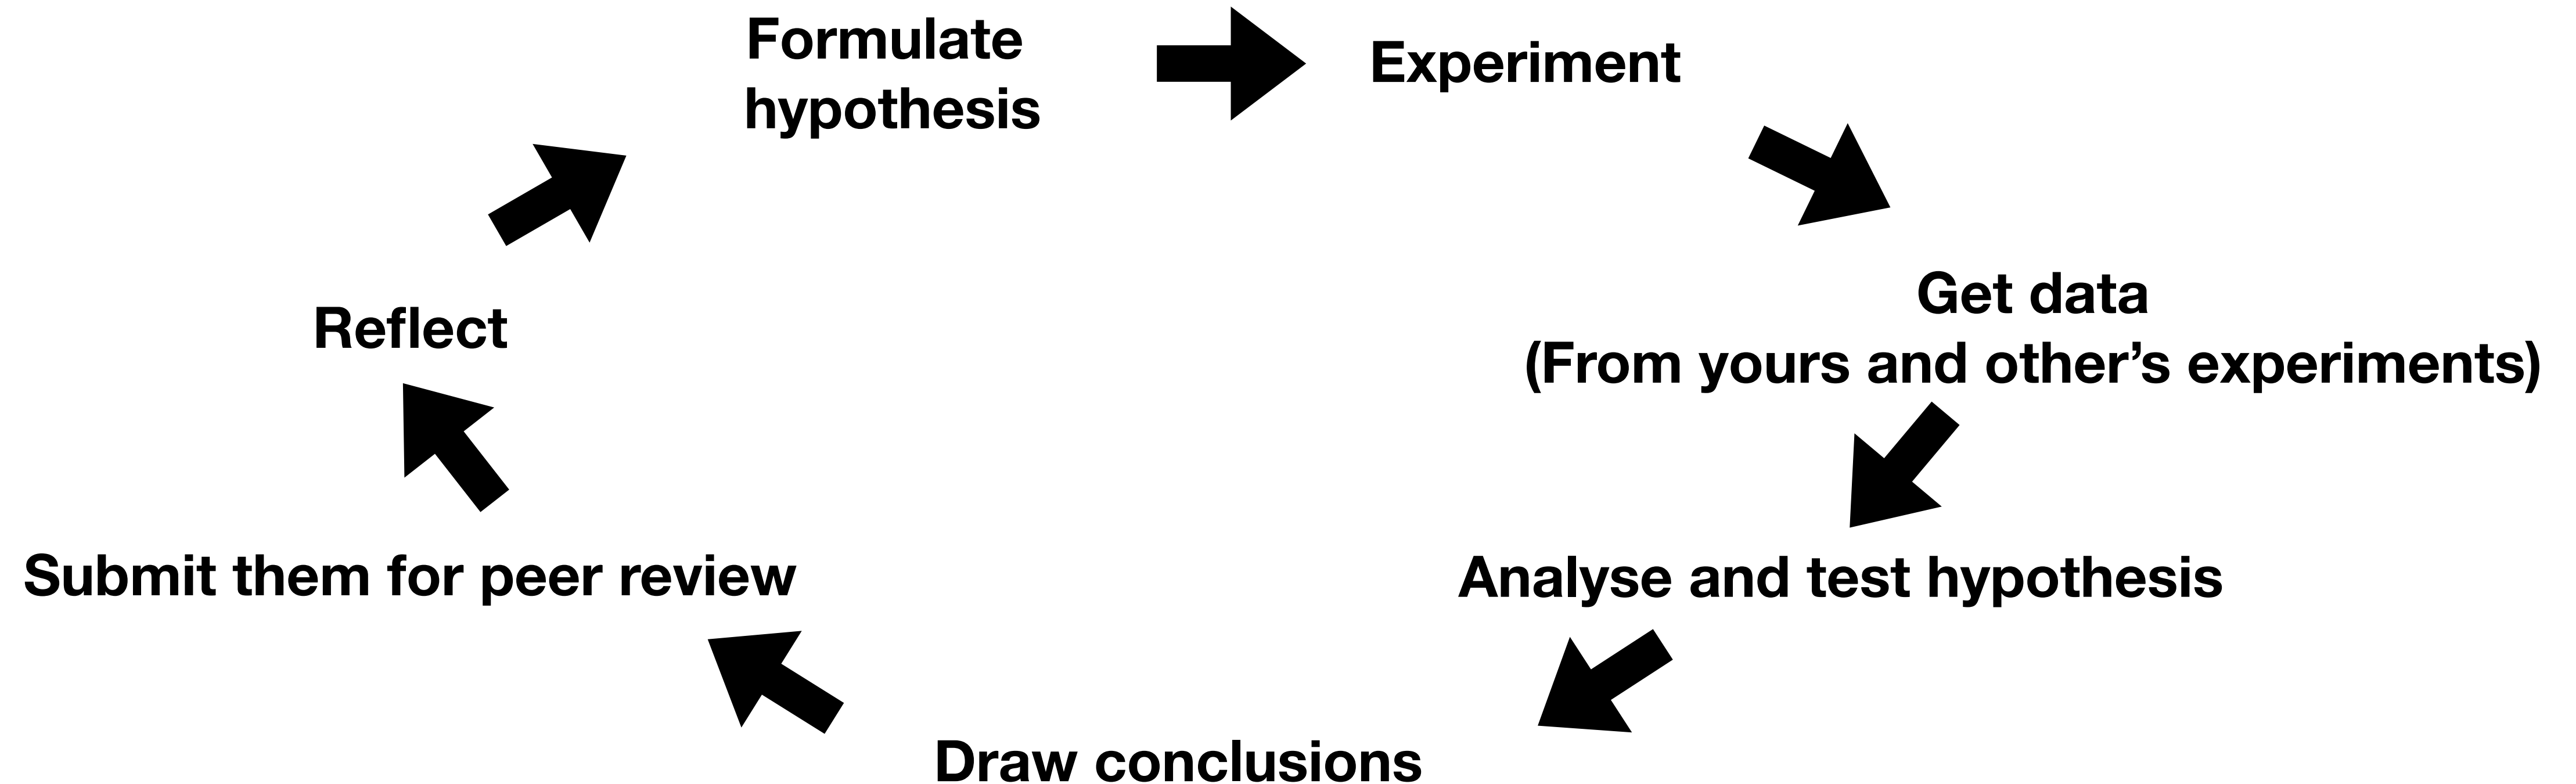 Formulate
hypothesis
Experiment
Get data
(From yours and other’s experiments)
Analyse and test hypothesis
Draw conclusions
Submit them for peer review
Reflect